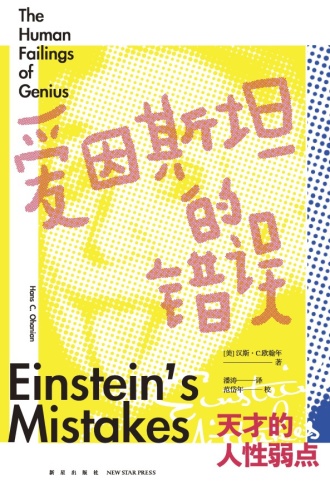 The
Human
Failings
of
Genius
爱因斯坦
的
错误
Hans C. Ohanian
[美] 汉斯·C.欧翰年
著
潘涛 译
范岱年 校
Einstein's
Mistakes
天才的
人性弱点
新星出版社 NEW STAR PRESS